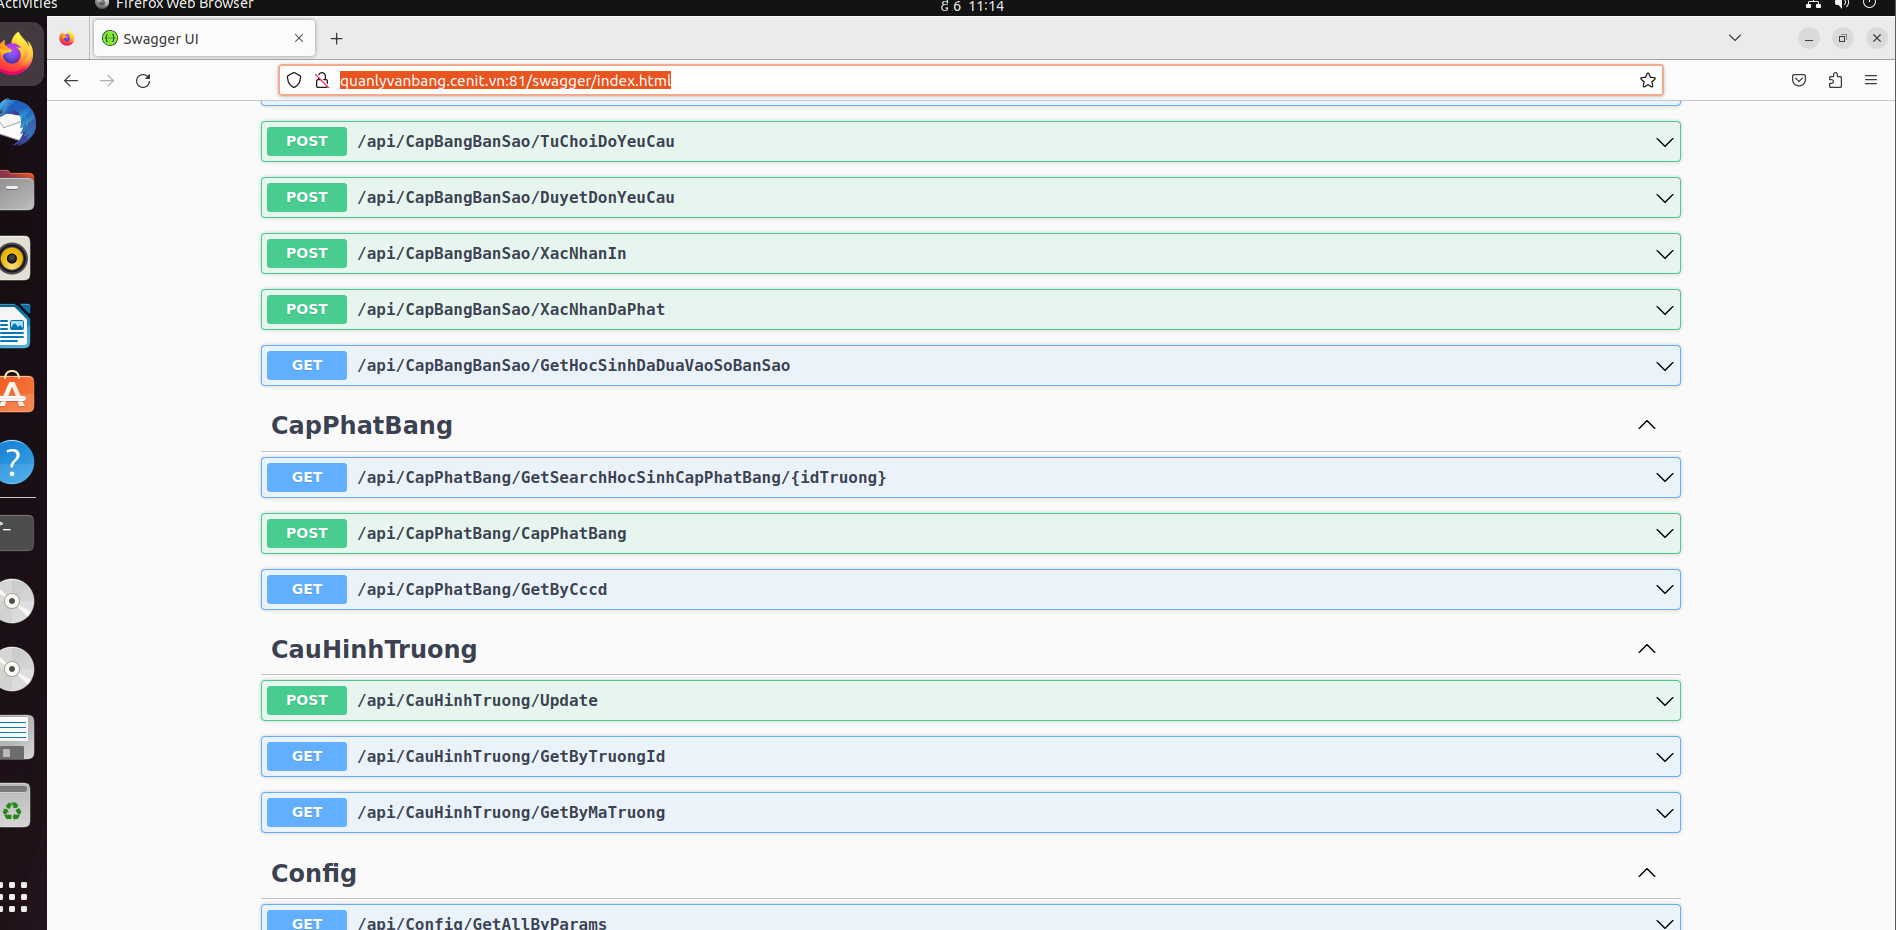 Activities
Firefox Web Browser
6 11:14
Swagger UI
quanlyvanbang.cenit.vn:81/swagger/index.html
POST /api/CapBangBanSao/TuChoiDoYeuCau
POST /api/CapBangBanSao/DuyetDonYeuCau
POST /api/CapBangBanSao/XacNhanIn
POST /api/CapBangBanSao/XacNhanDaPhat
GET /api/CapBangBanSao/GetHocSinhDaDuaVaoSoBanSao
CapPhatBang
GET /api/CapPhatBang/GetSearchHocSinhCapPhatBang/{idTruong}
POST /api/CapPhatBang/CapPhatBang
GET /api/CapPhatBang/GetByCccd
CauHinhTruong
POST /api/CauHinhTruong/Update
GET /api/CauHinhTruong/GetByTruongId
GET /api/CauHinhTruong/GetByMaTruong
Config
GET /api/Config/GetAllByParams